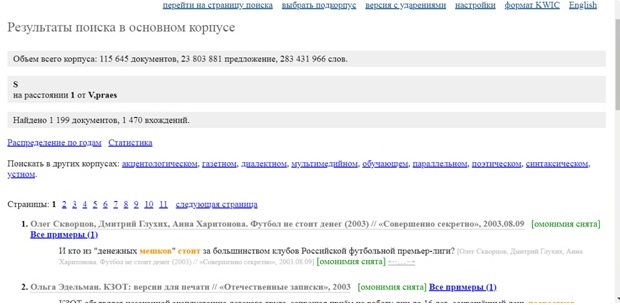 перейти на страницу поиска выбрать подкорпус версия с ударениями настройки формат KWIC English
Результаты поиска в основном корпусе
Объем всего корпуса: 115 645 документов, 23 803 881 предложение, 283 431 966 слов.
S
на расстоянии 1 от V,praes
Найдено 1 199 документов, 1 470 вхождений.
Распределение по годам Статистика
Поискать в других корпусах: акцентологическом, газетном, диалектном, мультимедийном, обучающем, параллельном, поэтическом, синтаксическом,
устном.
Страницы: 1 2 3 4 5 6 7 8 9 10 11 следующая страница
1. Олег Скворцов, Дмитрий Глухих, Анна Харитонова. Футбол не стоит денег (2003) // «Совершенно секретно», 2003.08.09 [омонимия снята]
Все примеры (1)
И кто из "денежных мешков" стоит за большинством клубов Российской футбольной премьер-лиги? [Олег Скворцов, Дмитрий Глухих, Анна
Харитонова. Футбол не стоит денег (2003) // «Совершенно секретно», 2003.08.09] [омонимия снята] ←…→
2. Ольга Эдельман. КЗОТ: версии для печати // «Отечественные записки», 2003 [омонимия снята] Все примеры (1)